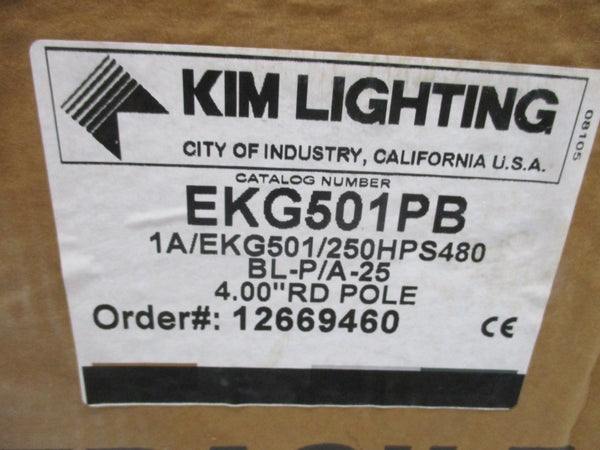 KIM LIGHTING
CITY OF INDUSTRY, CALIFORNIA U.S.A.
08105
CATALOG NUMBER
EKG501PB
1A/EKG501/250HPS480
BL-P/A-25
4.00"RD POLE
Order#: 12669460 CE